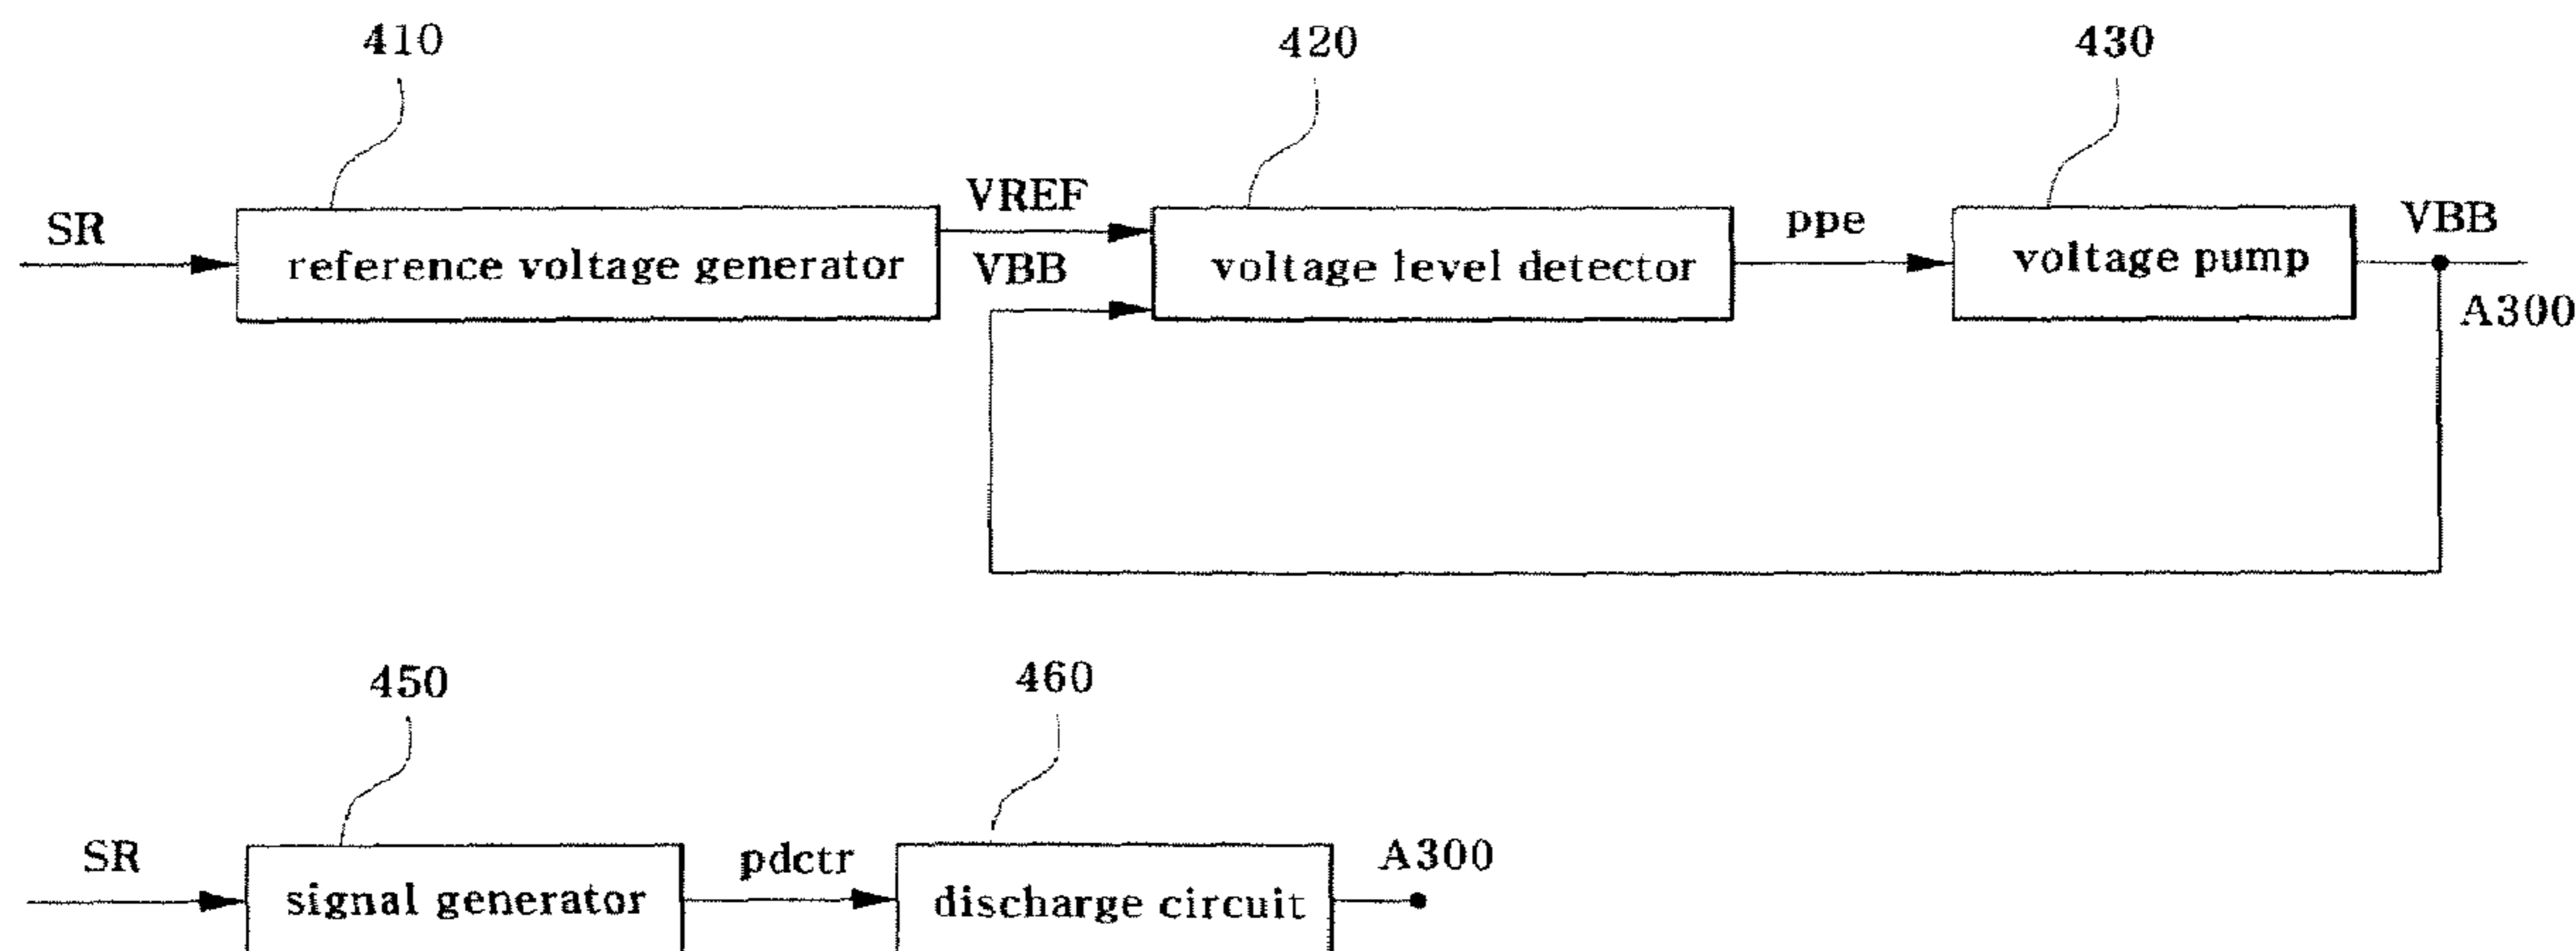 410
420
430
SR
reference voltage generator
VREF
VBB
voltage level detector
ppe
voltage pump
VBB
A300
450
460
SR
signal generator
pdctr
discharge circuit
A300